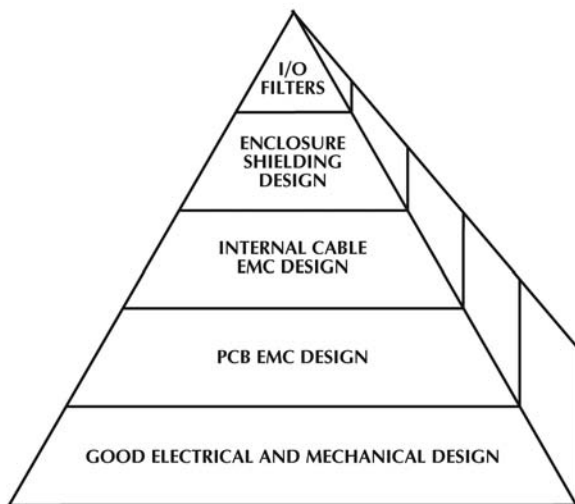 I/O
FILTERS
ENCLOSURE
SHIELDING
DESIGN
INTERNAL CABLE
EMC DESIGN
PCB EMC DESIGN
GOOD ELECTRICAL AND MECHANICAL DESIGN